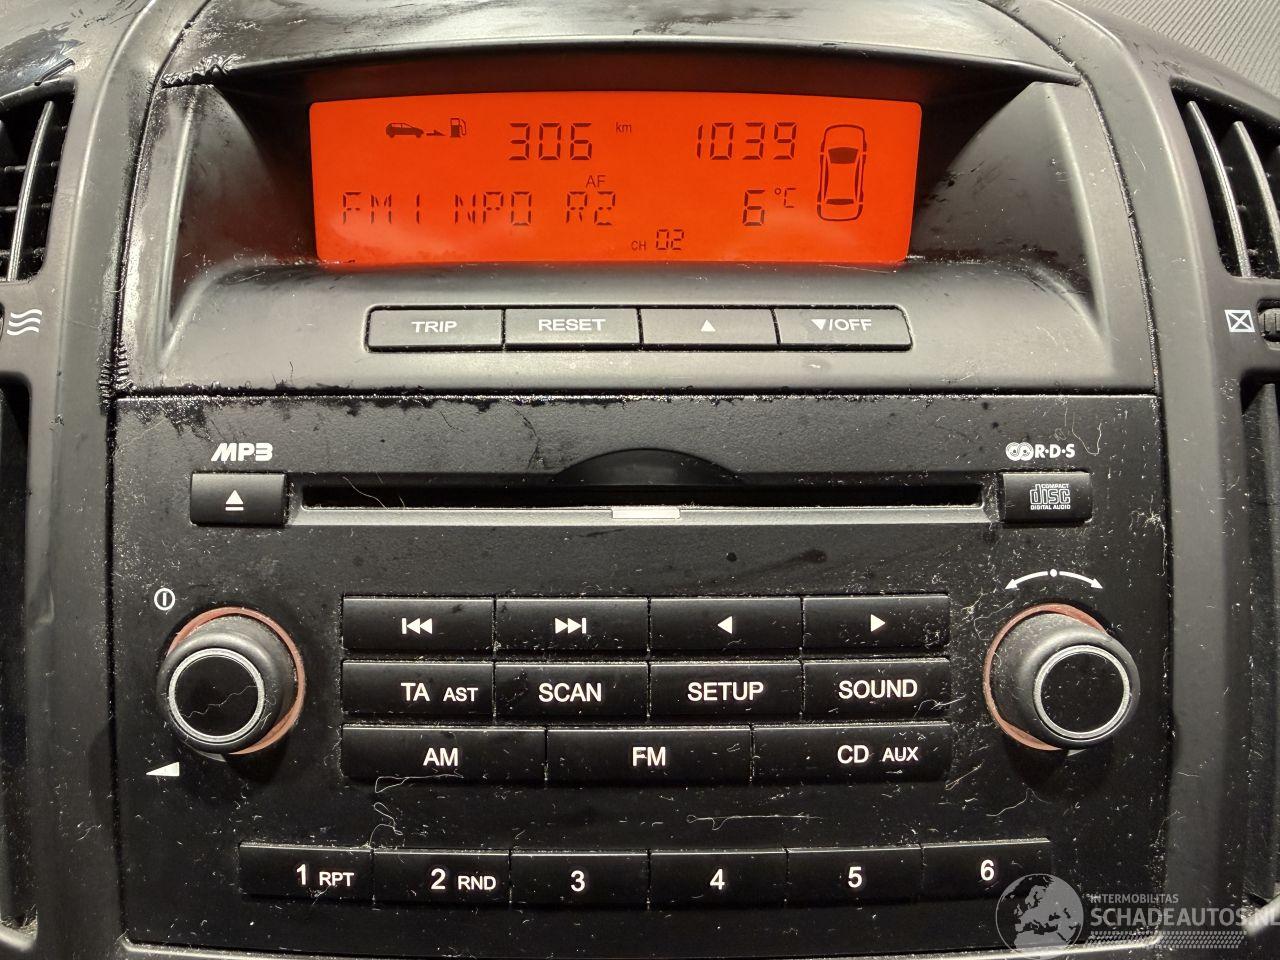 306 km 1039
AF
FM1 NPO R2 6°C
CH 02
TRIP RESET ▲ ▼/OFF
MP3 R·D·S
COMPACT
disc
DIGITAL AUDIO
TA AST SCAN SETUP SOUND
AM FM CD AUX
1 RPT 2 RND 3 4 5 6
INTERMOBILITAS
SCHADEAUTOS.NL